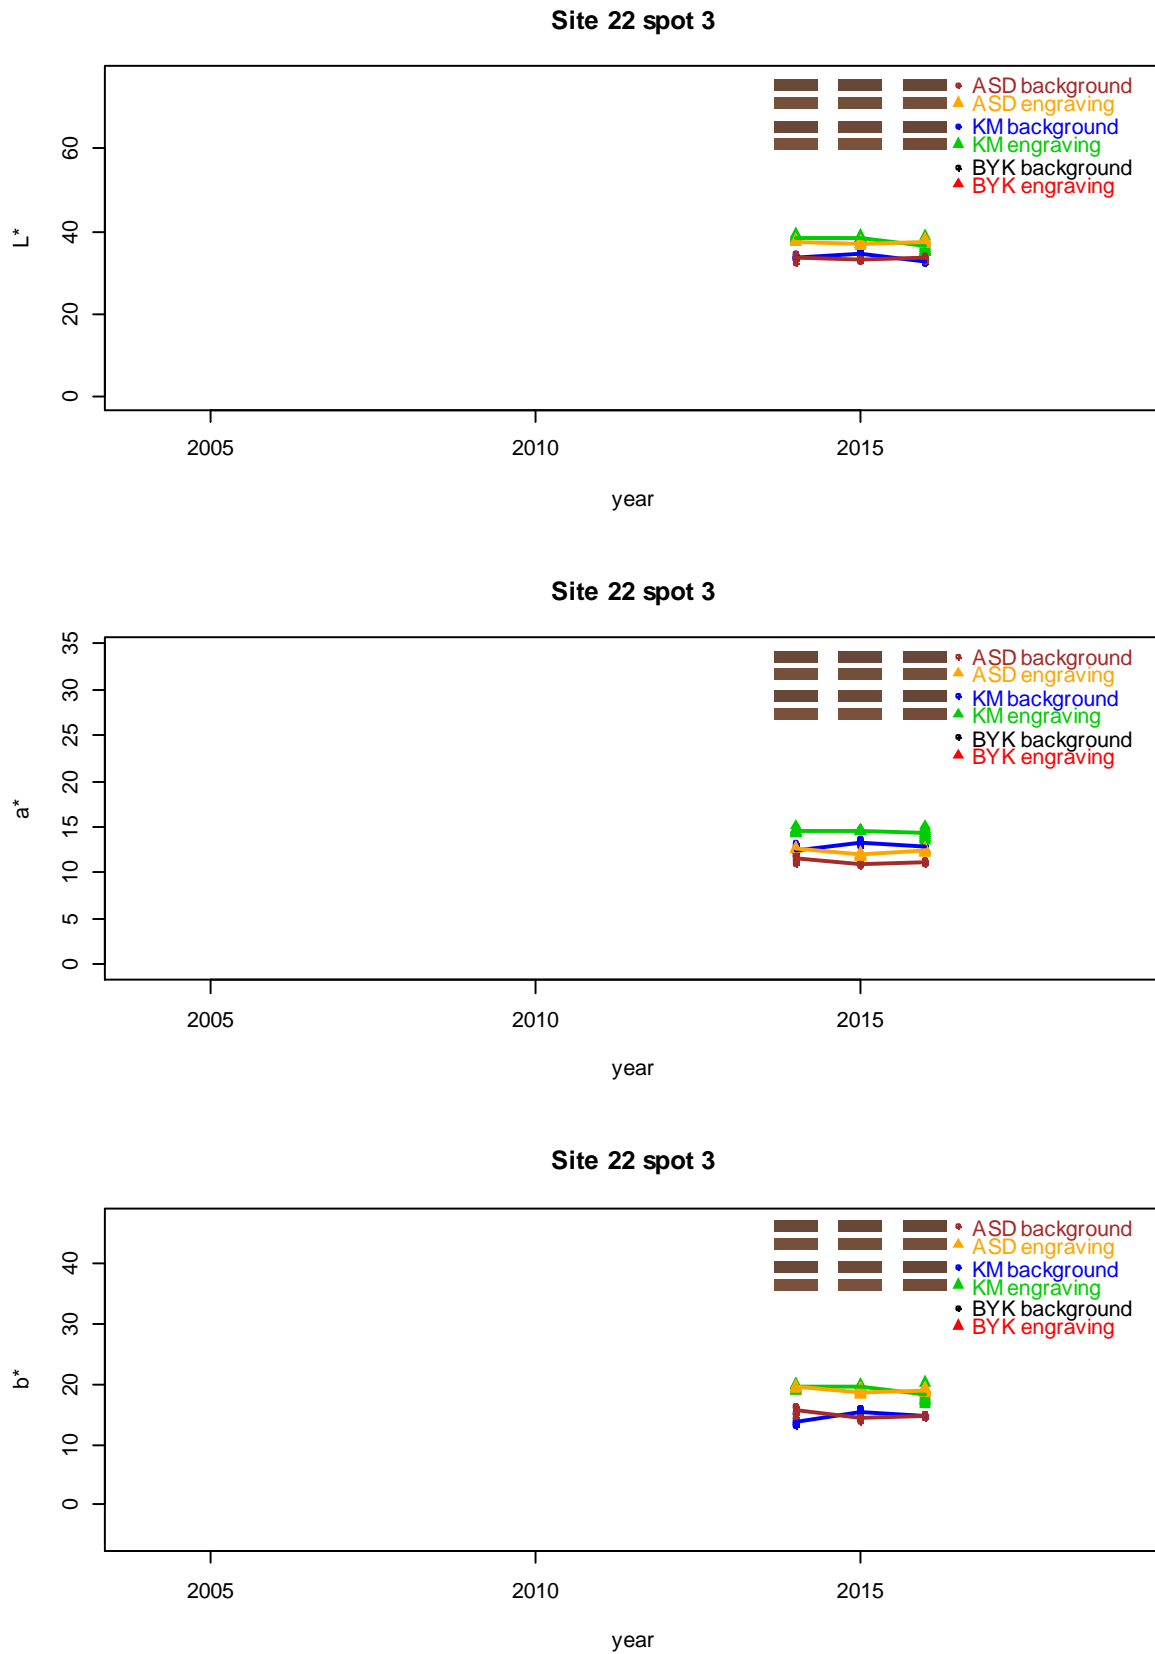 Site 22 spot 3
ASD background
ASD engraving
KM background
KM engraving
BYK background
BYK engraving
60
40
20
0
L*
2005 2010 2015
year
Site 22 spot 3
ASD background
ASD engraving
KM background
KM engraving
BYK background
BYK engraving
35
30
25
20
15
10
5
0
a*
2005 2010 2015
year
Site 22 spot 3
ASD background
ASD engraving
KM background
KM engraving
BYK background
BYK engraving
40
30
20
10
0
b*
2005 2010 2015
year